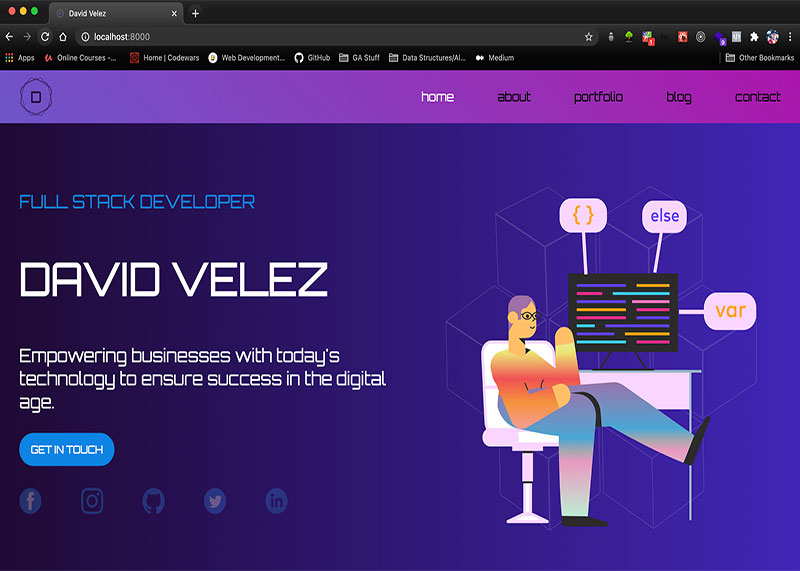 David Velez
localhost:8000
Apps
Online Courses -...
Home | Codewars
Web Development...
GitHub
GA Stuff
Data Structures/Al...
Medium
Other Bookmarks
D
home
about
portfolio
blog
contact
FULL STACK DEVELOPER
DAVID VELEZ
Empowering businesses with today's
technology to ensure success in the digital
age.
GET IN TOUCH
{ }
else
var